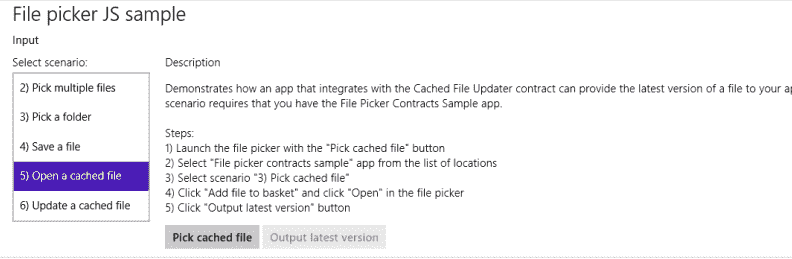 File picker JS sample
Input
Select scenario:
2) Pick multiple files
3) Pick a folder
4) Save a file
5) Open a cached file
6) Update a cached file
Description
Demonstrates how an app that integrates with the Cached File Updater contract can provide the latest version of a file to your
scenario requires that you have the File Picker Contracts Sample app.
Steps:
1) Launch the file picker with the "Pick cached file" button
2) Select "File picker contracts sample" app from the list of locations
3) Select scenario "3) Pick cached file"
4) Click "Add file to basket" and click "Open" in the file picker
5) Click "Output latest version" button
Pick cached file
Output latest version